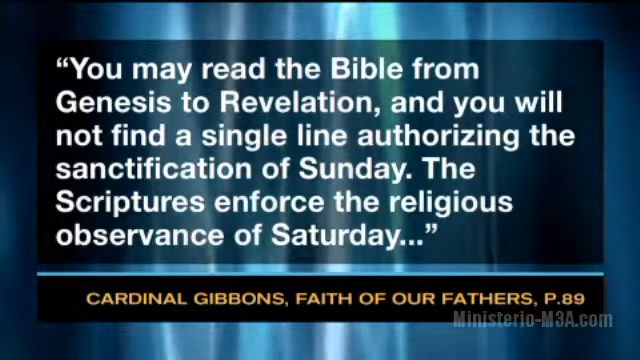 “You may read the Bible from
Genesis to Revelation, and you will
not find a single line authorizing the
sanctification of Sunday. The
Scriptures enforce the religious
observance of Saturday...”
CARDINAL GIBBONS, FAITH OF OUR FATHERS, P.89
Ministerio-M3A.com